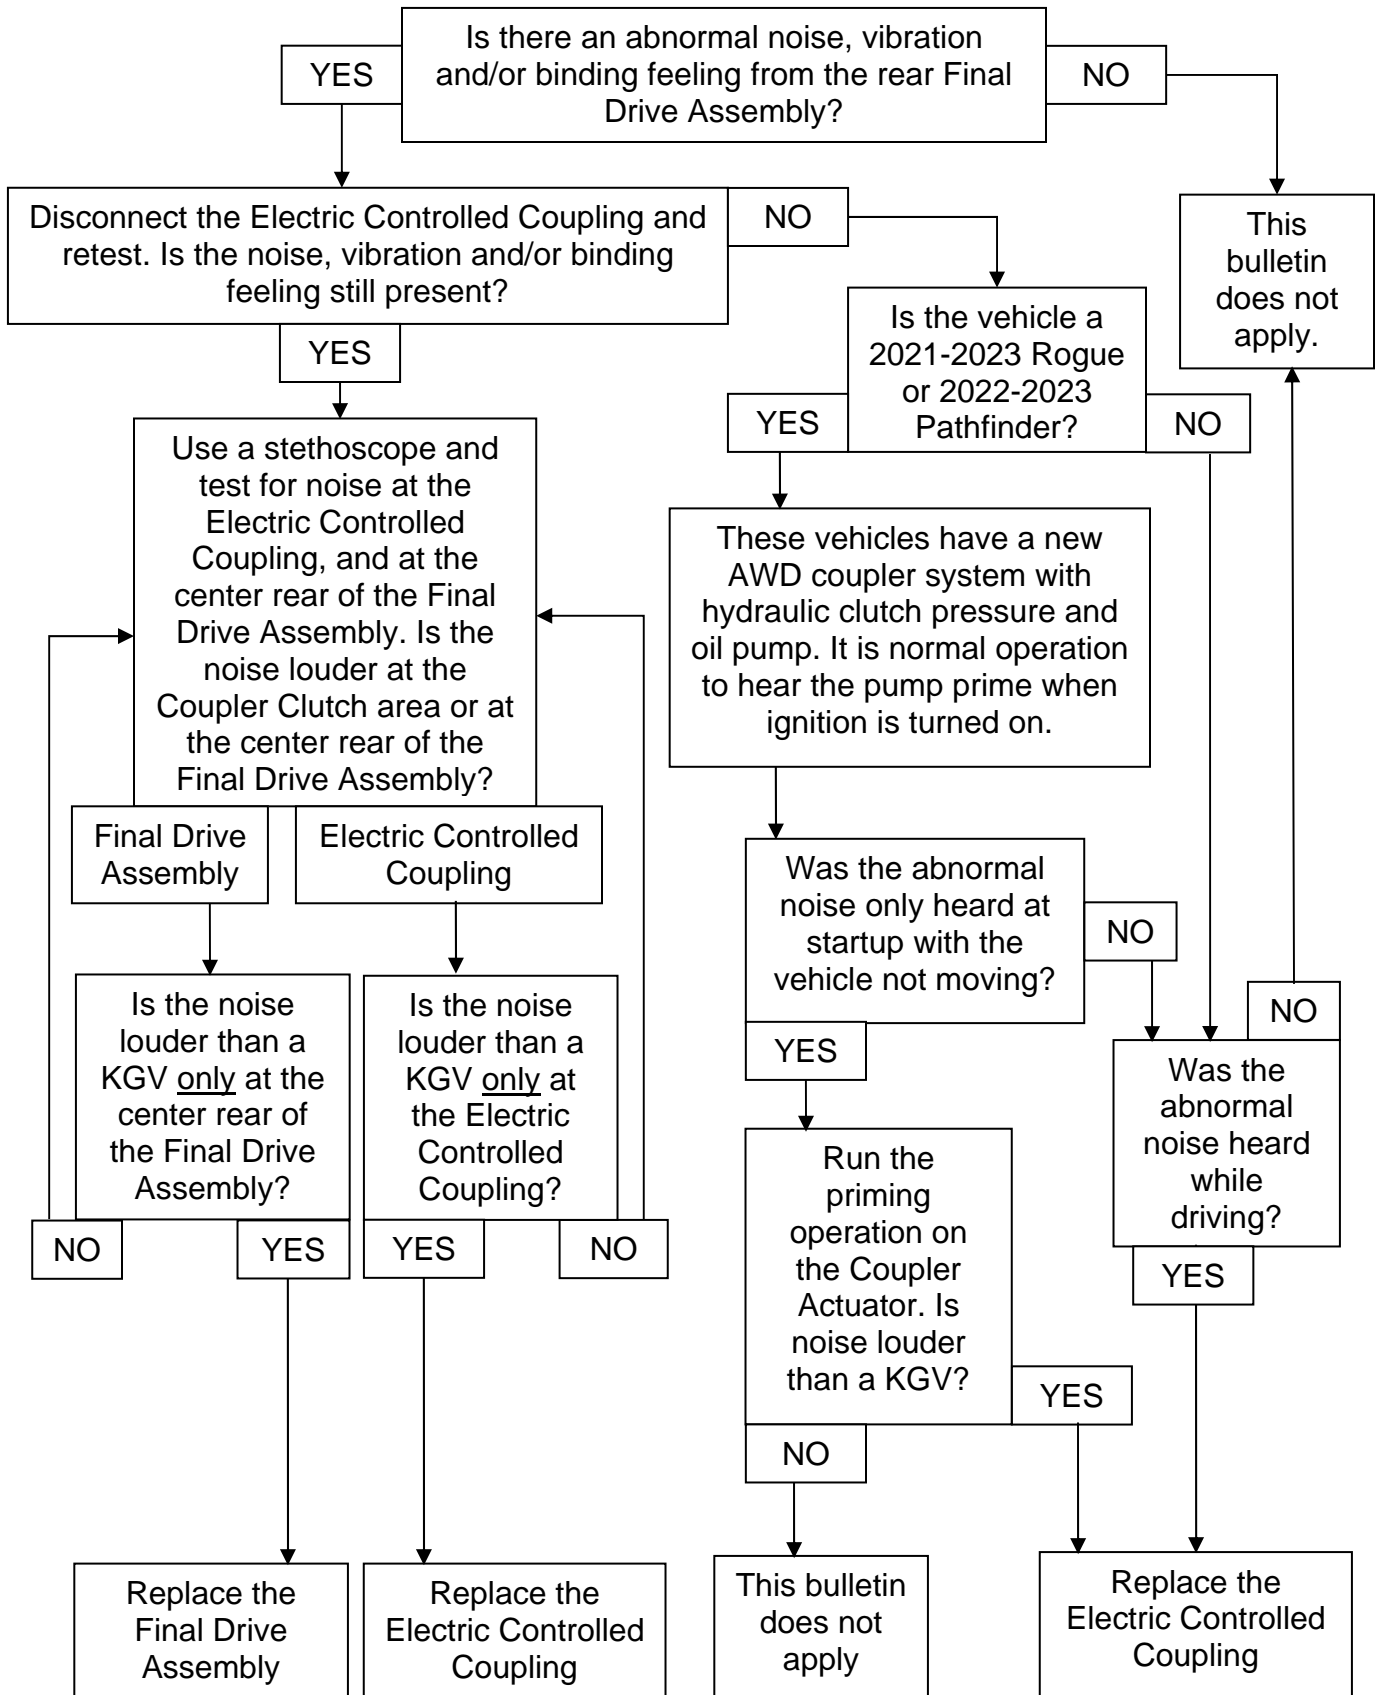 Is there an abnormal noise, vibration
and/or binding feeling from the rear Final
Drive Assembly?
YES
NO
Disconnect the Electric Controlled Coupling and
retest. Is the noise, vibration and/or binding
feeling still present?
NO
YES
This
bulletin
does not
apply.
Is the vehicle a
2021-2023 Rogue
or 2022-2023
Pathfinder?
YES
NO
Use a stethoscope and
test for noise at the
Electric Controlled
Coupling, and at the
center rear of the Final
Drive Assembly. Is the
noise louder at the
Coupler Clutch area or at
the center rear of the
Final Drive Assembly?
These vehicles have a new
AWD coupler system with
hydraulic clutch pressure and
oil pump. It is normal operation
to hear the pump prime when
ignition is turned on.
Final Drive
Assembly
Electric Controlled
Coupling
Was the abnormal
noise only heard at
startup with the
vehicle not moving?
NO
YES
Is the noise
louder than a
KGV only at the
center rear of
the Final Drive
Assembly?
NO
YES
Is the noise
louder than a
KGV only at
the Electric
Controlled
Coupling?
YES
NO
NO
Was the
abnormal
noise heard
while
driving?
YES
Run the
priming
operation on
the Coupler
Actuator. Is
noise louder
than a KGV?
YES
NO
Replace the
Final Drive
Assembly
Replace the
Electric Controlled
Coupling
This bulletin
does not
apply
Replace the
Electric Controlled
Coupling